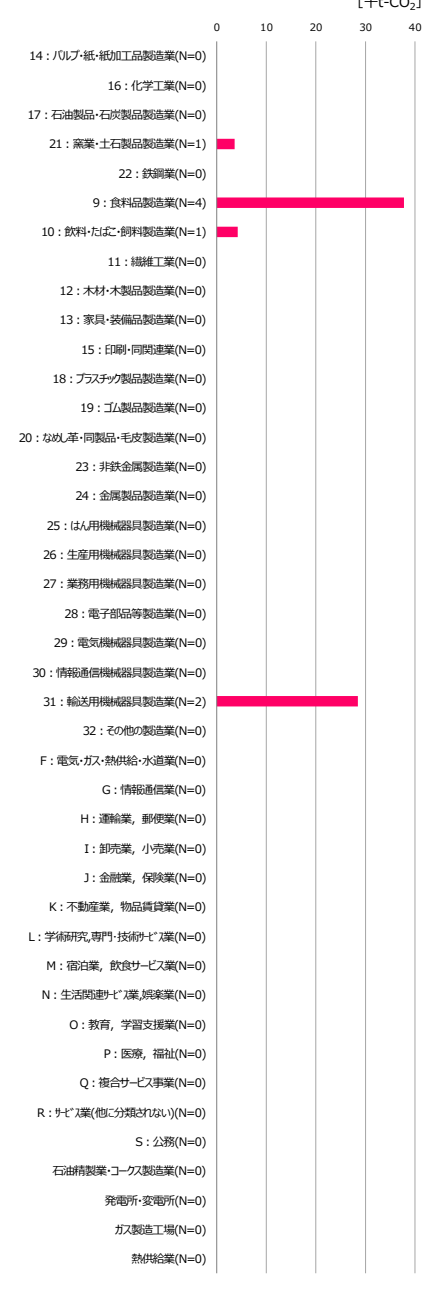 [千t-CO₂]
0 10 20 30 40
14：パルプ・紙・紙加工品製造業(N=0)
16：化学工業(N=0)
17：石油製品・石炭製品製造業(N=0)
21：窯業・土石製品製造業(N=1)
22：鉄鋼業(N=0)
9：食料品製造業(N=4)
10：飲料・たばこ・飼料製造業(N=1)
11：繊維工業(N=0)
12：木材・木製品製造業(N=0)
13：家具・装備品製造業(N=0)
15：印刷・同関連業(N=0)
18：プラスチック製品製造業(N=0)
19：ゴム製品製造業(N=0)
20：なめし革・同製品・毛皮製造業(N=0)
23：非鉄金属製造業(N=0)
24：金属製品製造業(N=0)
25：はん用機械器具製造業(N=0)
26：生産用機械器具製造業(N=0)
27：業務用機械器具製造業(N=0)
28：電子部品等製造業(N=0)
29：電気機械器具製造業(N=0)
30：情報通信機械器具製造業(N=0)
31：輸送用機械器具製造業(N=2)
32：その他の製造業(N=0)
F：電気・ガス・熱供給・水道業(N=0)
G：情報通信業(N=0)
H：運輸業，郵便業(N=0)
I：卸売業，小売業(N=0)
J：金融業，保険業(N=0)
K：不動産業，物品賃貸業(N=0)
L：学術研究,専門・技術ｻｰﾋﾞｽ業(N=0)
M：宿泊業，飲食サービス業(N=0)
N：生活関連ｻｰﾋﾞｽ業,娯楽業(N=0)
O：教育，学習支援業(N=0)
P：医療，福祉(N=0)
Q：複合サービス事業(N=0)
R：ｻｰﾋﾞｽ業(他に分類されない)(N=0)
S：公務(N=0)
石油精製業・コークス製造業(N=0)
発電所・変電所(N=0)
ガス製造工場(N=0)
熱供給業(N=0)